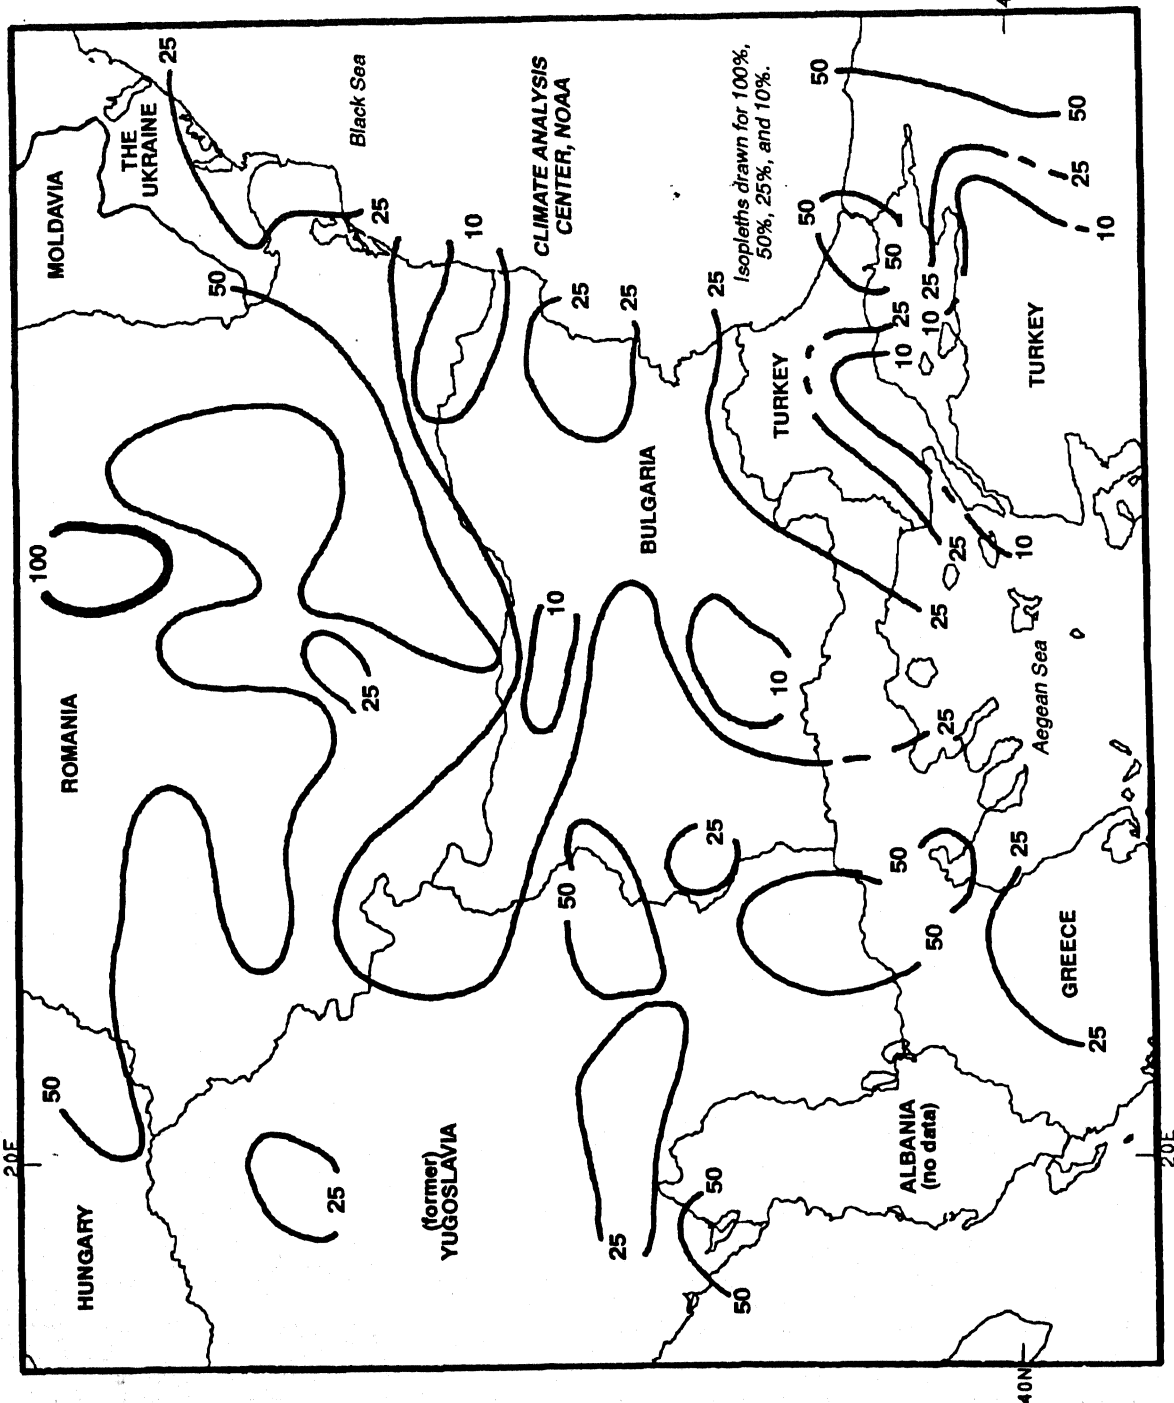 MOLDAVIA
THE
UKRAINE
25
Black Sea
25
50
10
CLIMATE ANALYSIS
CENTER, NOAA
Isopleths drawn for 100%,
50%, 25%, and 10%.
25
25
25
50
50
50
50
25
10
25
10
25
10
TURKEY
TURKEY
100
ROMANIA
25
BULGARIA
10
10
25
10
25
25
Aegean Sea
50
25
50
50
25
25
GREECE
50
20E
HUNGARY
25
(former)
YUGOSLAVIA
25
50
50
ALBANIA
(no data)
20E
40N
4